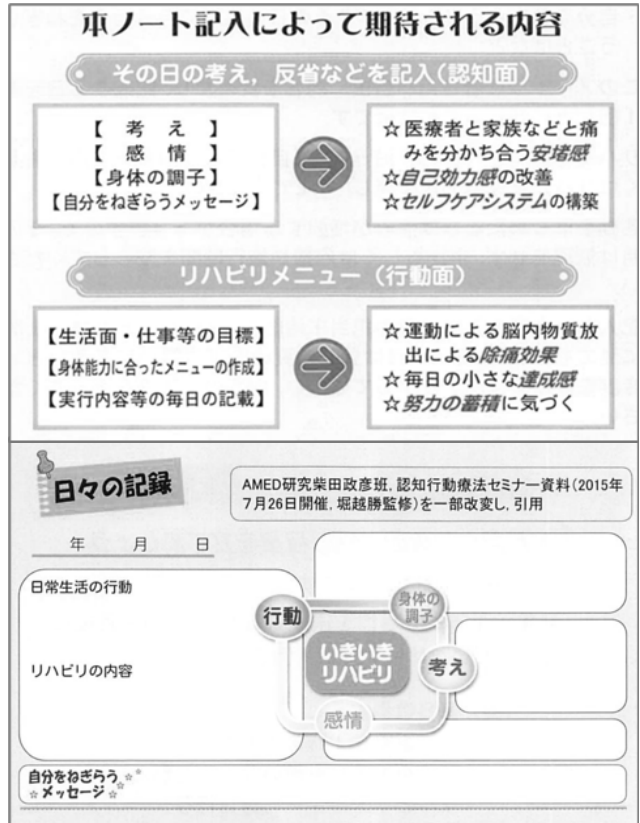 本ノート記入によって期待される内容
その日の考え，反省などを記入（認知面）
【　考　え　】
【　感　情　】
【身体の調子】
【自分をねぎらうメッセージ】
☆医療者と家族などと痛
みを分かち合う安堵感
☆自己効力感の改善
☆セルフケアシステムの構築
リハビリメニュー（行動面）
【生活面・仕事等の目標】
【身体能力に合ったメニューの作成】
【実行内容等の毎日の記載】
☆運動による脳内物質放
出による除痛効果
☆毎日の小さな達成感
☆努力の蓄積に気づく
日々の記録
AMED研究柴田政彦班，認知行動療法セミナー資料（2015年
7月26日開催，堀越勝監修）を一部改変し，引用
年　月　日
日常生活の行動
リハビリの内容
行動
身体の
調子
いきいき
リハビリ
考え
感情
自分をねぎらう
☆メッセージ☆